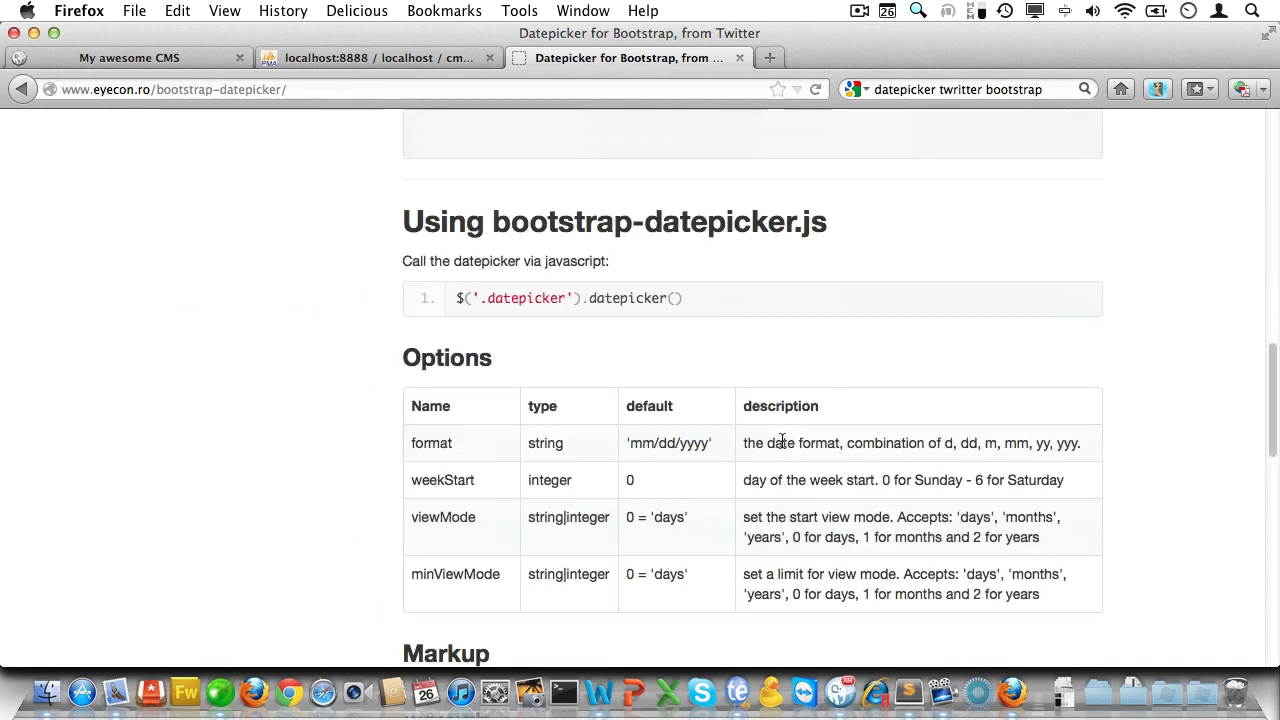 Firefox File Edit View History Delicious Bookmarks Tools Window Help
26
Datepicker for Bootstrap, from Twitter
My awesome CMS
localhost:8888 / localhost / cm...
Datepicker for Bootstrap, from ...
www.eyecon.ro/bootstrap-datepicker/
datepicker twritter bootstrap
Using bootstrap-datepicker.js
Call the datepicker via javascript:
1. $('.datepicker').datepicker()
Options
Name type default description
format string 'mm/dd/yyyy' the date format, combination of d, dd, m, mm, yy, yyy.
weekStart integer 0 day of the week start. 0 for Sunday - 6 for Saturday
viewMode string|integer 0 = 'days' set the start view mode. Accepts: 'days', 'months',
'years', 0 for days, 1 for months and 2 for years
minViewMode string|integer 0 = 'days' set a limit for view mode. Accepts: 'days', 'months',
'years', 0 for days, 1 for months and 2 for years
Markup
Fw
26